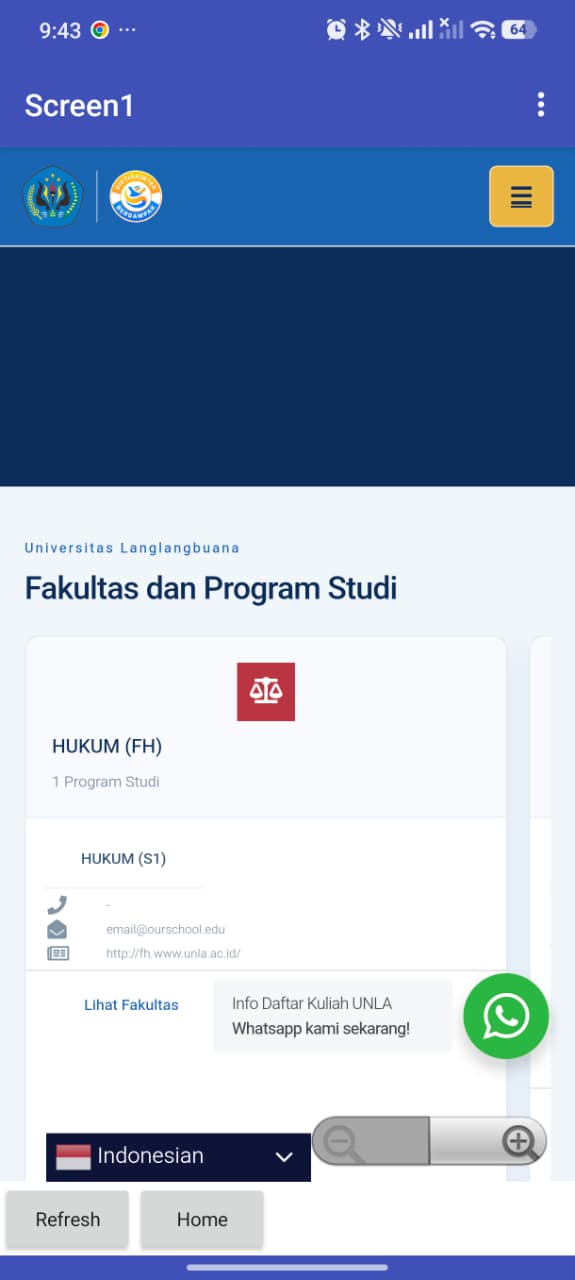 9:43
64
Screen1
DIKTISAINTEK
BERDAMPAK
Universitas Langlangbuana
Fakultas dan Program Studi
HUKUM (FH)
1 Program Studi
HUKUM (S1)
-
email@ourschool.edu
http://fh.www.unla.ac.id/
Lihat Fakultas
Info Daftar Kuliah UNLA
Whatsapp kami sekarang!
Indonesian
Refresh
Home